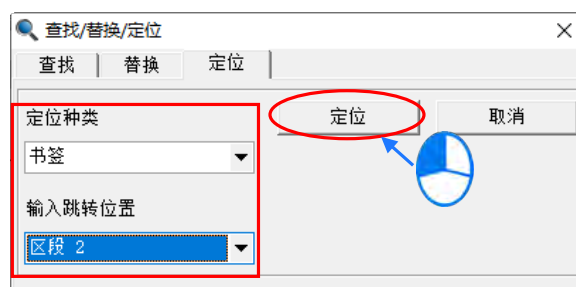 查找/替换/定位
查找 替换 定位
定位种类
书签
输入跳转位置
区段 2
定位 取消